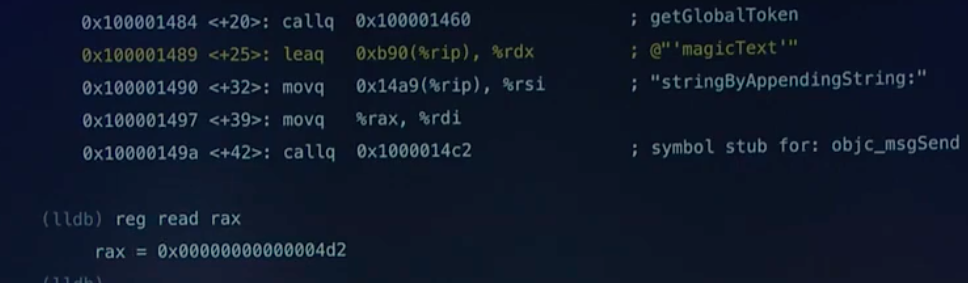 0x100001484 <+20>: callq 0x100001460 ; getGlobalToken
0x100001489 <+25>: leaq 0xb90(%rip), %rdx ; @"'magicText'"
0x100001490 <+32>: movq 0x14a9(%rip), %rsi ; "stringByAppendingString:"
0x100001497 <+39>: movq %rax, %rdi
0x10000149a <+42>: callq 0x1000014c2 ; symbol stub for: objc_msgSend
(lldb) reg read rax
rax = 0x00000000000004d2
(lldb)